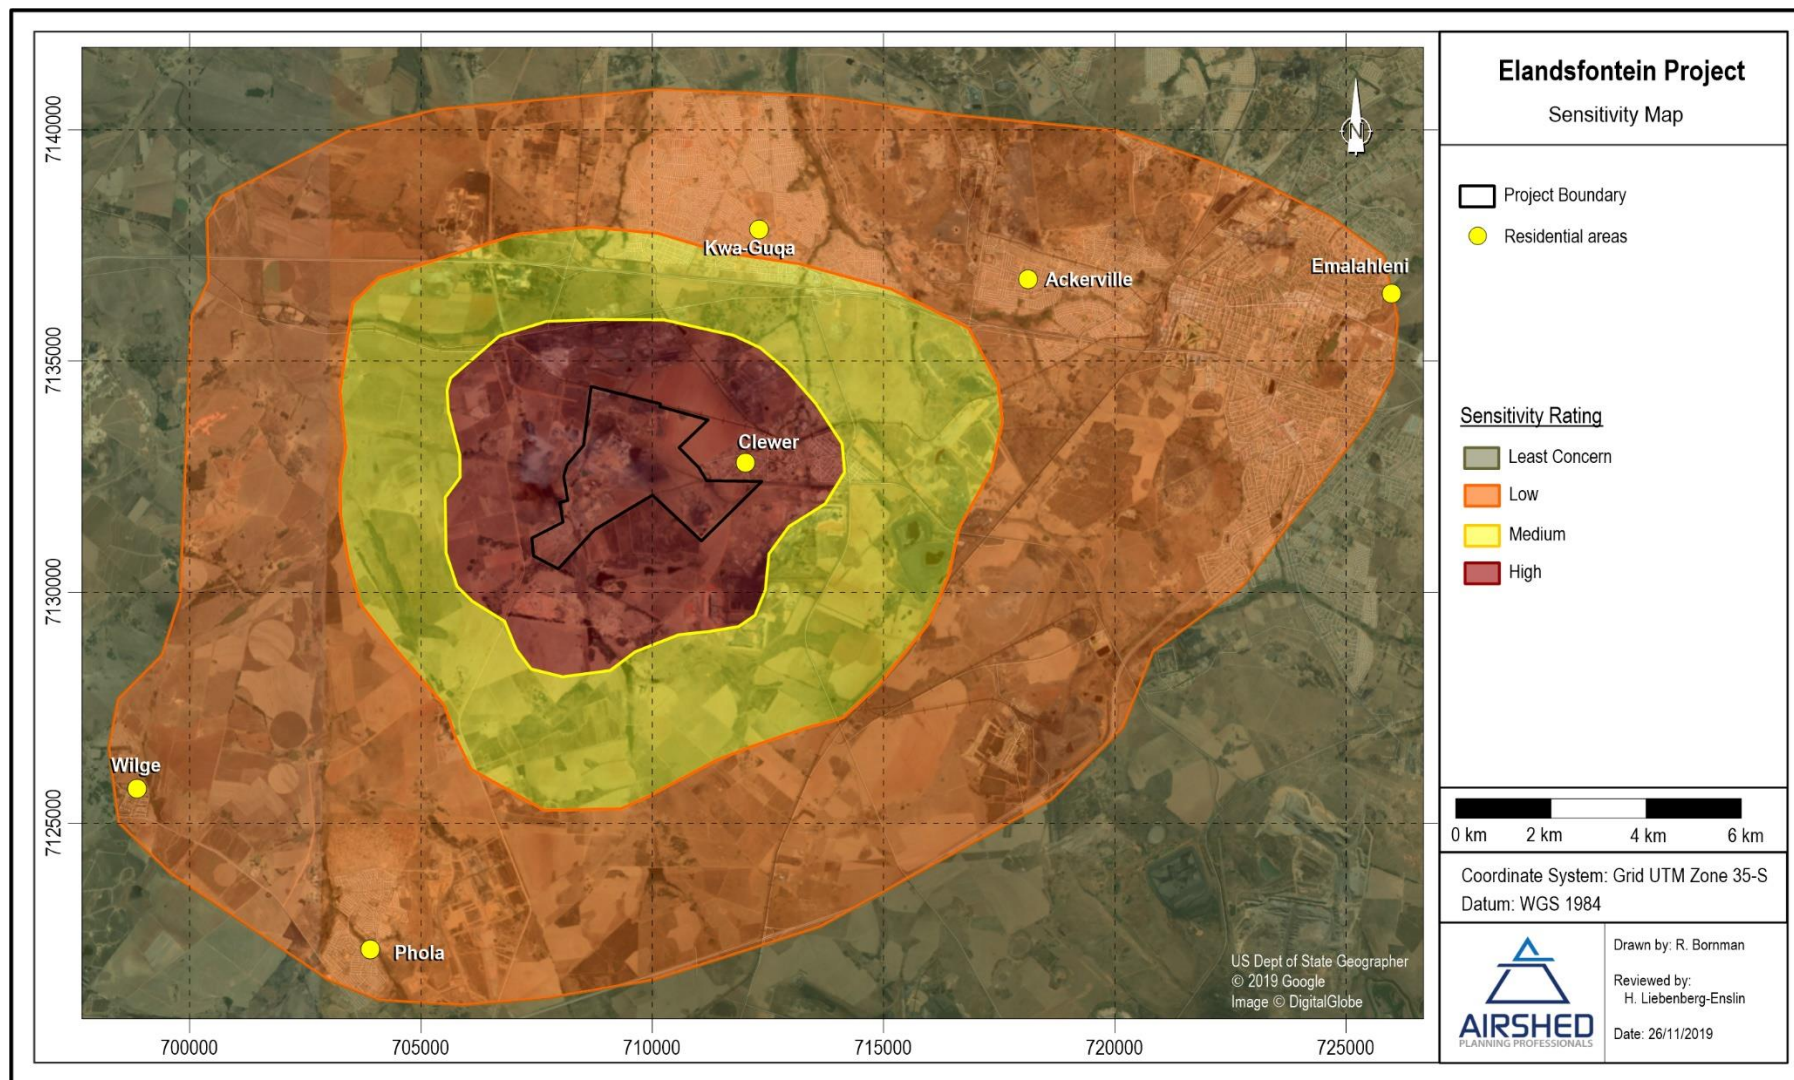 Elandsfontein Project
Sensitivity Map
N
Project Boundary
Residential areas
Kwa-Guqa
Ackerville
Emalahleni
Clewer
Wilge
Phola
Sensitivity Rating
Least Concern
Low
Medium
High
7140000
7135000
7130000
7125000
700000
705000
710000
715000
720000
725000
US Dept of State Geographer
© 2019 Google
Image © DigitalGlobe
0 km 2 km 4 km 6 km
Coordinate System: Grid UTM Zone 35-S
Datum: WGS 1984
AIRSHED
PLANNING PROFESSIONALS
Drawn by: R. Bornman
Reviewed by:
H. Liebenberg-Enslin
Date: 26/11/2019